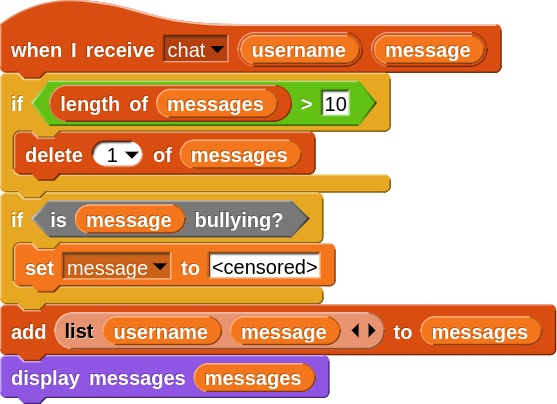 when I receive chat username message
if length of messages > 10
delete 1 of messages
if is message bullying?
set message to <censored>
add list username message to messages
display messages messages